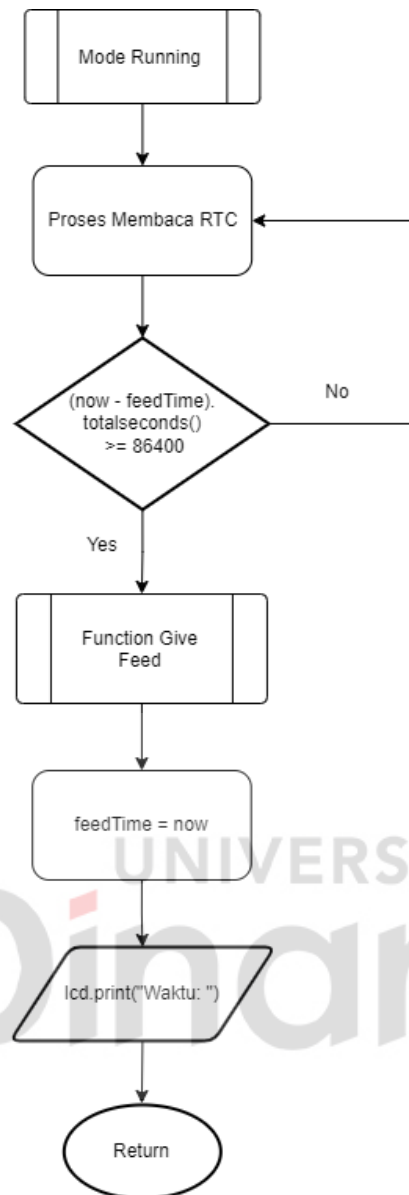 Mode Running
Proses Membaca RTC
(now - feedTime).
totalseconds()
>= 86400
No
Yes
Function Give
Feed
feedTime = now
UNIVERS
Dinar
lcd.print("Waktu: ")
Return